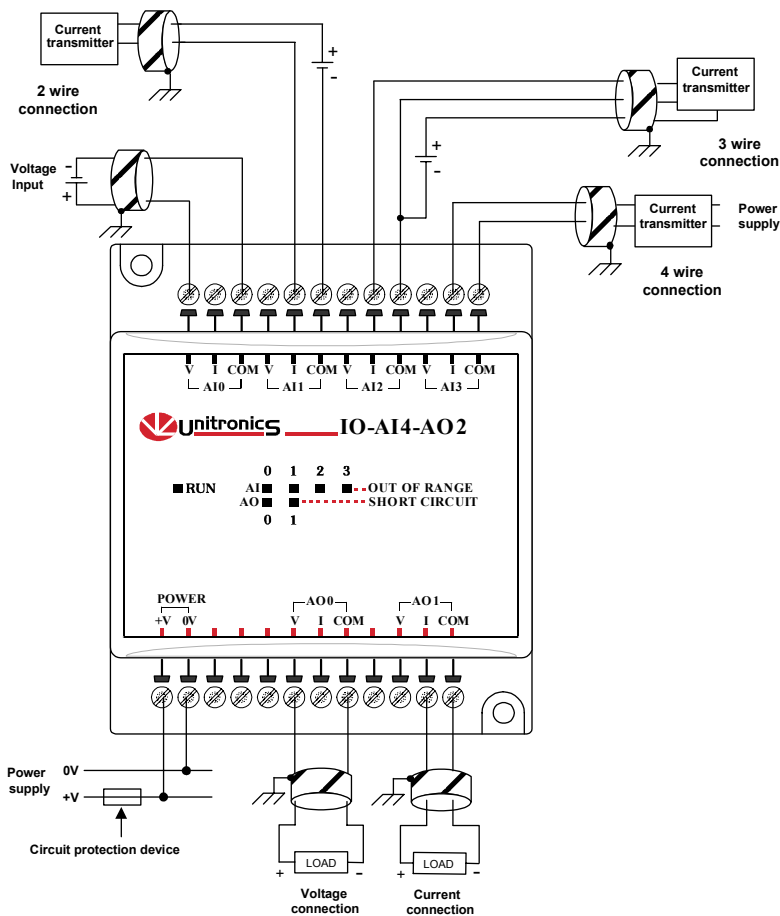 Current
transmitter
2 wire
connection
+
-
Current
transmitter
3 wire
connection
+
-
Voltage
Input
-
+
Current
transmitter
Power
supply
4 wire
connection
V I COM V I COM V I COM V I COM
AI0 AI1 AI2 AI3
Unitronics IO-AI4-AO2
0 1 2 3
RUN AI OUT OF RANGE
AO SHORT CIRCUIT
0 1
POWER AO0 AO1
+V 0V V I COM V I COM
Power
supply
0V
+V
Circuit protection device
+ LOAD -
Voltage
connection
+ LOAD -
Current
connection